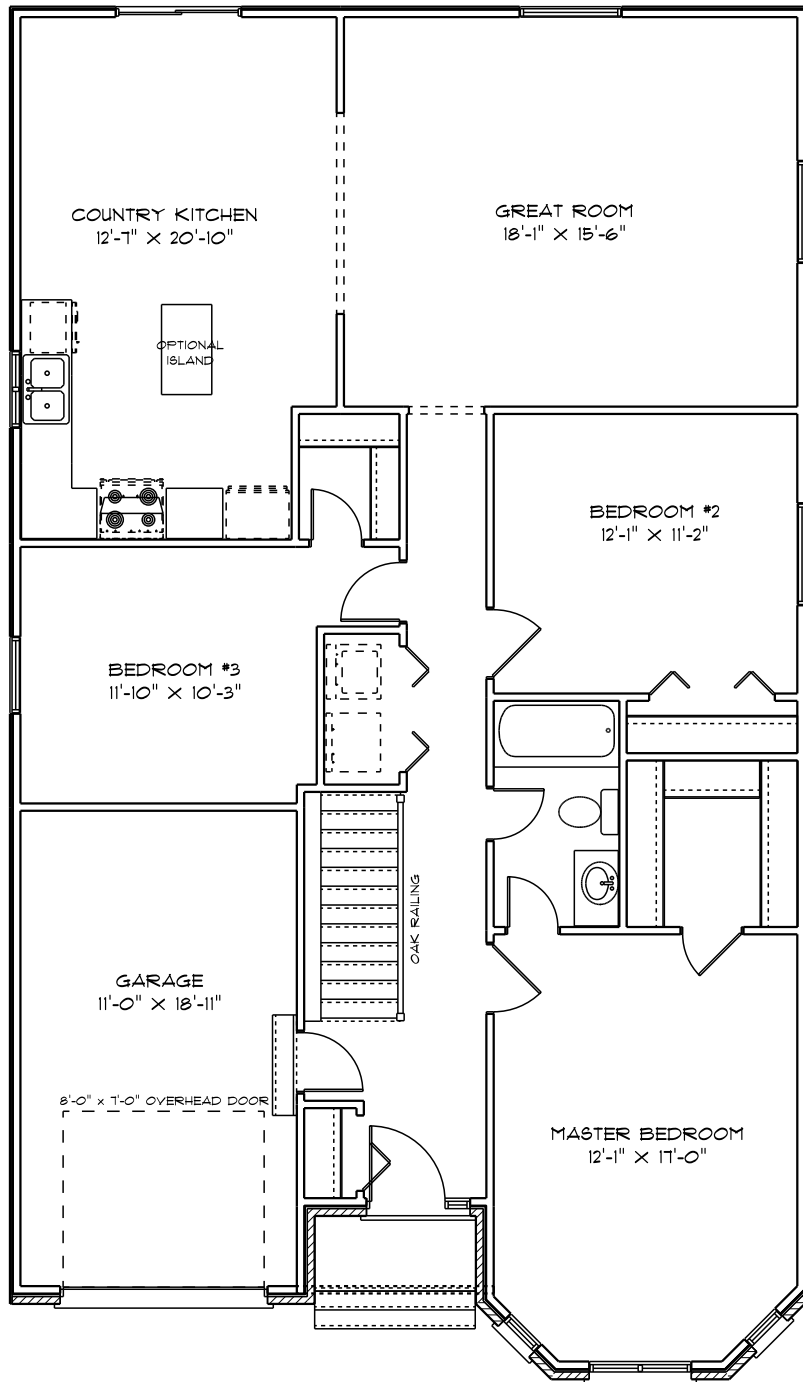 COUNTRY KITCHEN
12'-7" X 20'-10"
GREAT ROOM
18'-1" X 15'-6"
OPTIONAL
ISLAND
BEDROOM #2
12'-1" X 11'-2"
BEDROOM #3
11'-10" X 10'-3"
OAK RAILING
GARAGE
11'-0" X 18'-11"
8'-0" x 7'-0" OVERHEAD DOOR
MASTER BEDROOM
12'-1" X 17'-0"